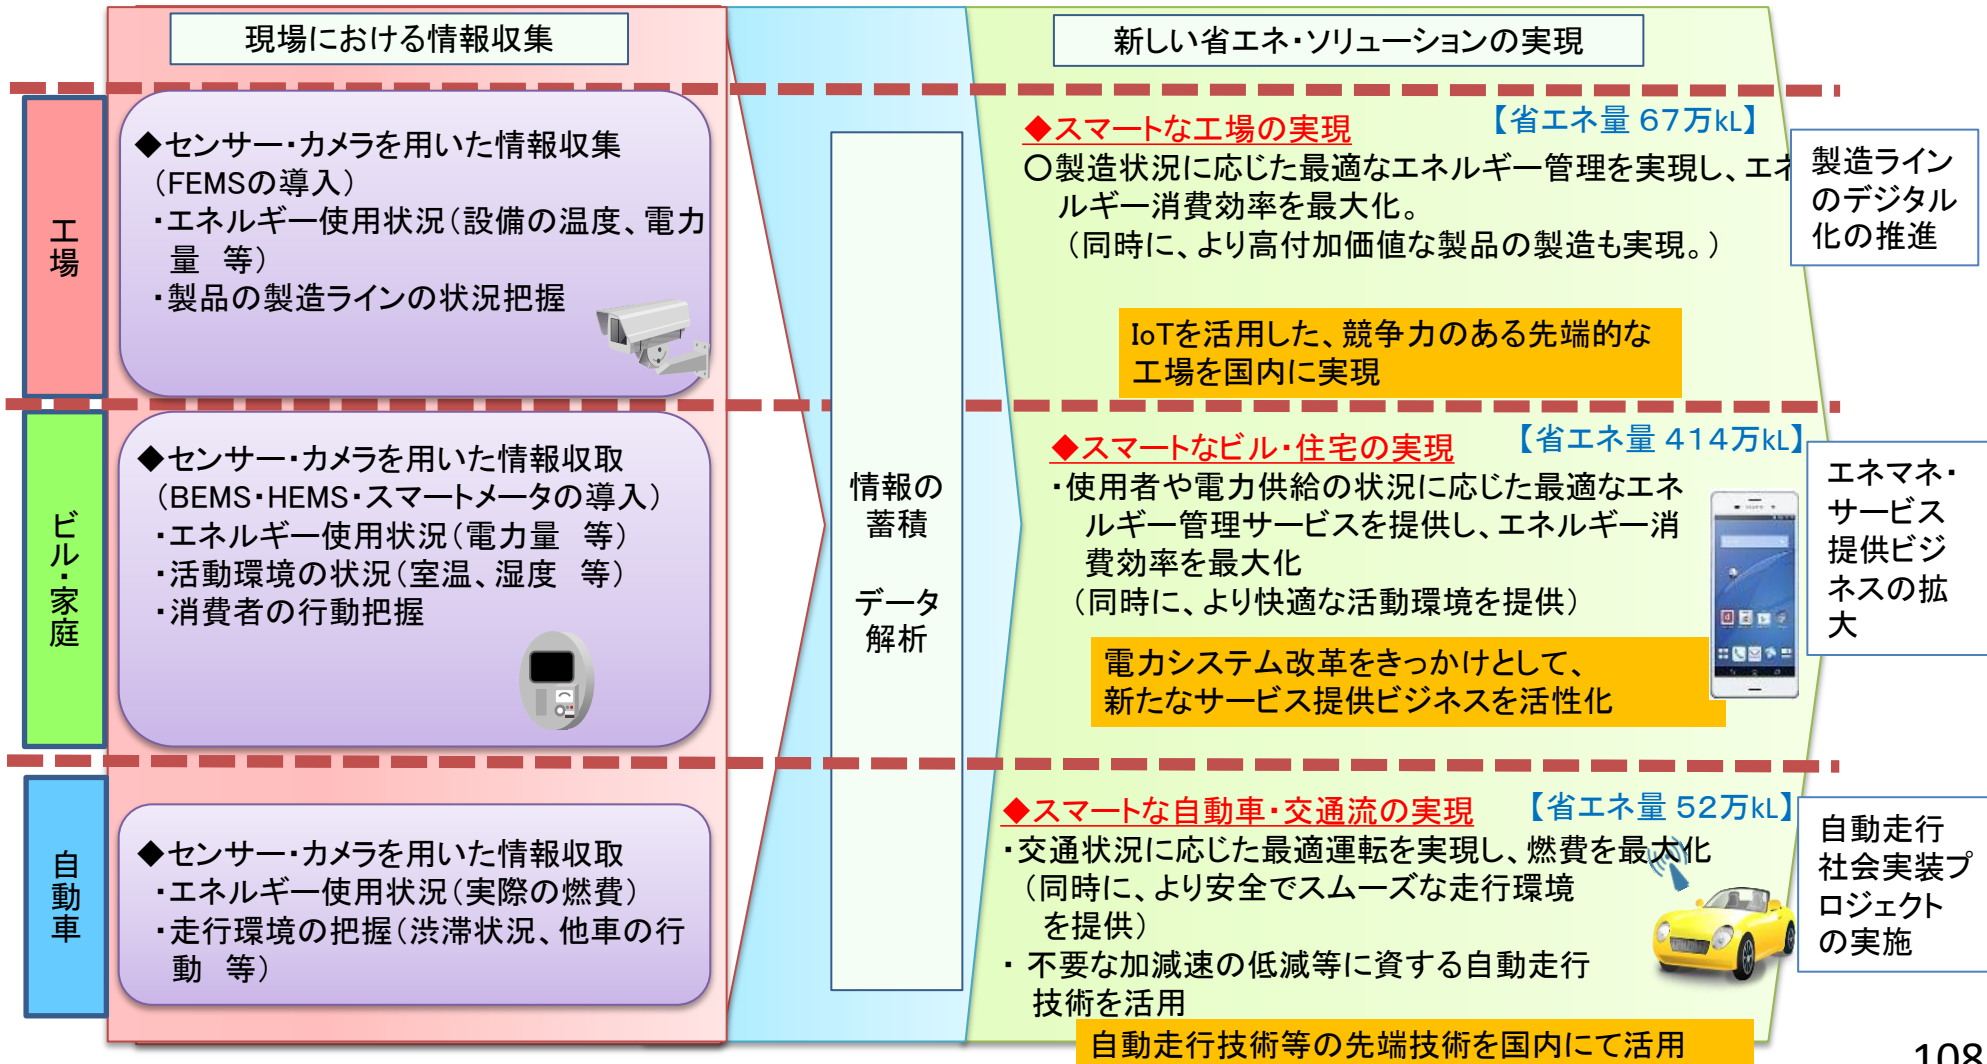 現場における情報収集
新しい省エネ・ソリューションの実現
工場
◆センサー・カメラを用いた情報収集
（FEMSの導入）
・エネルギー使用状況（設備の温度、電力
量　等）
・製品の製造ラインの状況把握
◆スマートな工場の実現
【省エネ量 67万kL】
○製造状況に応じた最適なエネルギー管理を実現し、エネ
ルギー消費効率を最大化。
（同時に、より高付加価値な製品の製造も実現。）
IoTを活用した、競争力のある先端的な
工場を国内に実現
製造ライン
のデジタル
化の推進
ビル・家庭
◆センサー・カメラを用いた情報収取
（BEMS・HEMS・スマートメータの導入）
・エネルギー使用状況（電力量　等）
・活動環境の状況（室温、湿度　等）
・消費者の行動把握
情報の
蓄積
データ
解析
◆スマートなビル・住宅の実現
【省エネ量 414万kL】
・使用者や電力供給の状況に応じた最適なエネ
ルギー管理サービスを提供し、エネルギー消
費効率を最大化
（同時に、より快適な活動環境を提供）
電力システム改革をきっかけとして、
新たなサービス提供ビジネスを活性化
エネマネ・
サービス
提供ビジ
ネスの拡
大
自動車
◆センサー・カメラを用いた情報収取
・エネルギー使用状況（実際の燃費）
・走行環境の把握（渋滞状況、他車の行
動　等）
◆スマートな自動車・交通流の実現
【省エネ量 52万kL】
・交通状況に応じた最適運転を実現し、燃費を最大化
（同時に、より安全でスムーズな走行環境
を提供）
・ 不要な加減速の低減等に資する自動走行
技術を活用
自動走行技術等の先端技術を国内にて活用
自動走行
社会実装プ
ロジェクト
の実施
108